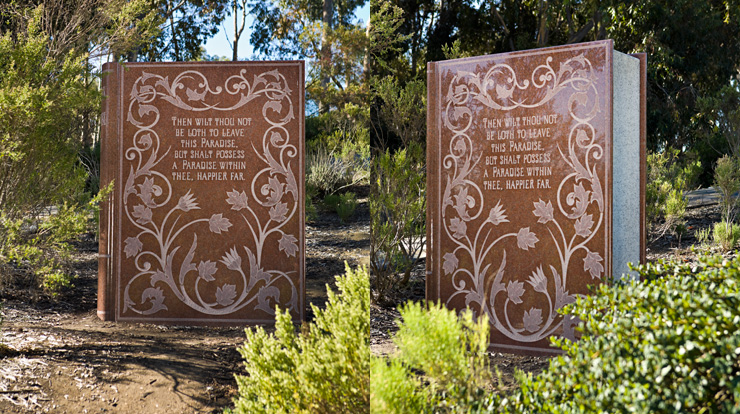 THEN WILT THOU NOT
BE LOTH TO LEAVE
THIS PARADISE,
BUT SHALT POSSESS
A PARADISE WITHIN
THEE, HAPPIER FAR.
THEN WILT THOU NOT
BE LOTH TO LEAVE
THIS PARADISE,
BUT SHALT POSSESS
A PARADISE WITHIN
THEE, HAPPIER FAR.